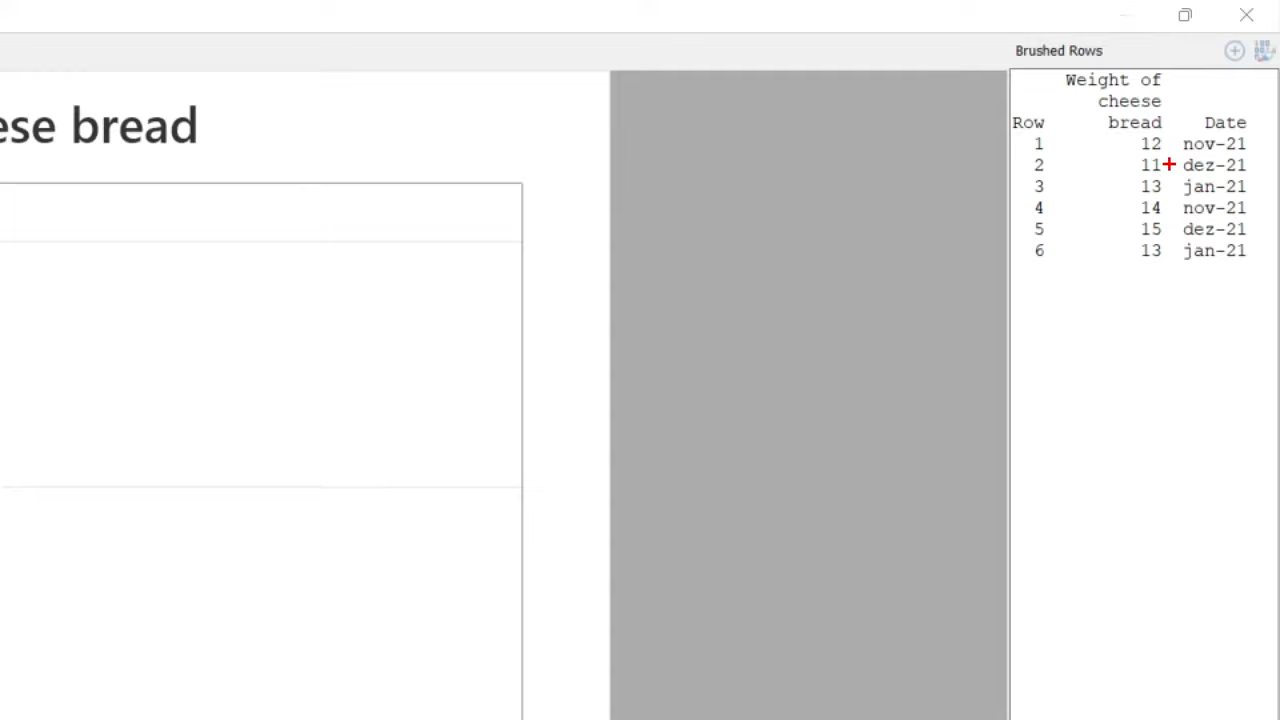 Brushed Rows
ese bread
Weight of
cheese
Row bread Date
1 12 nov-21
2 11 dez-21
3 13 jan-21
4 14 nov-21
5 15 dez-21
6 13 jan-21